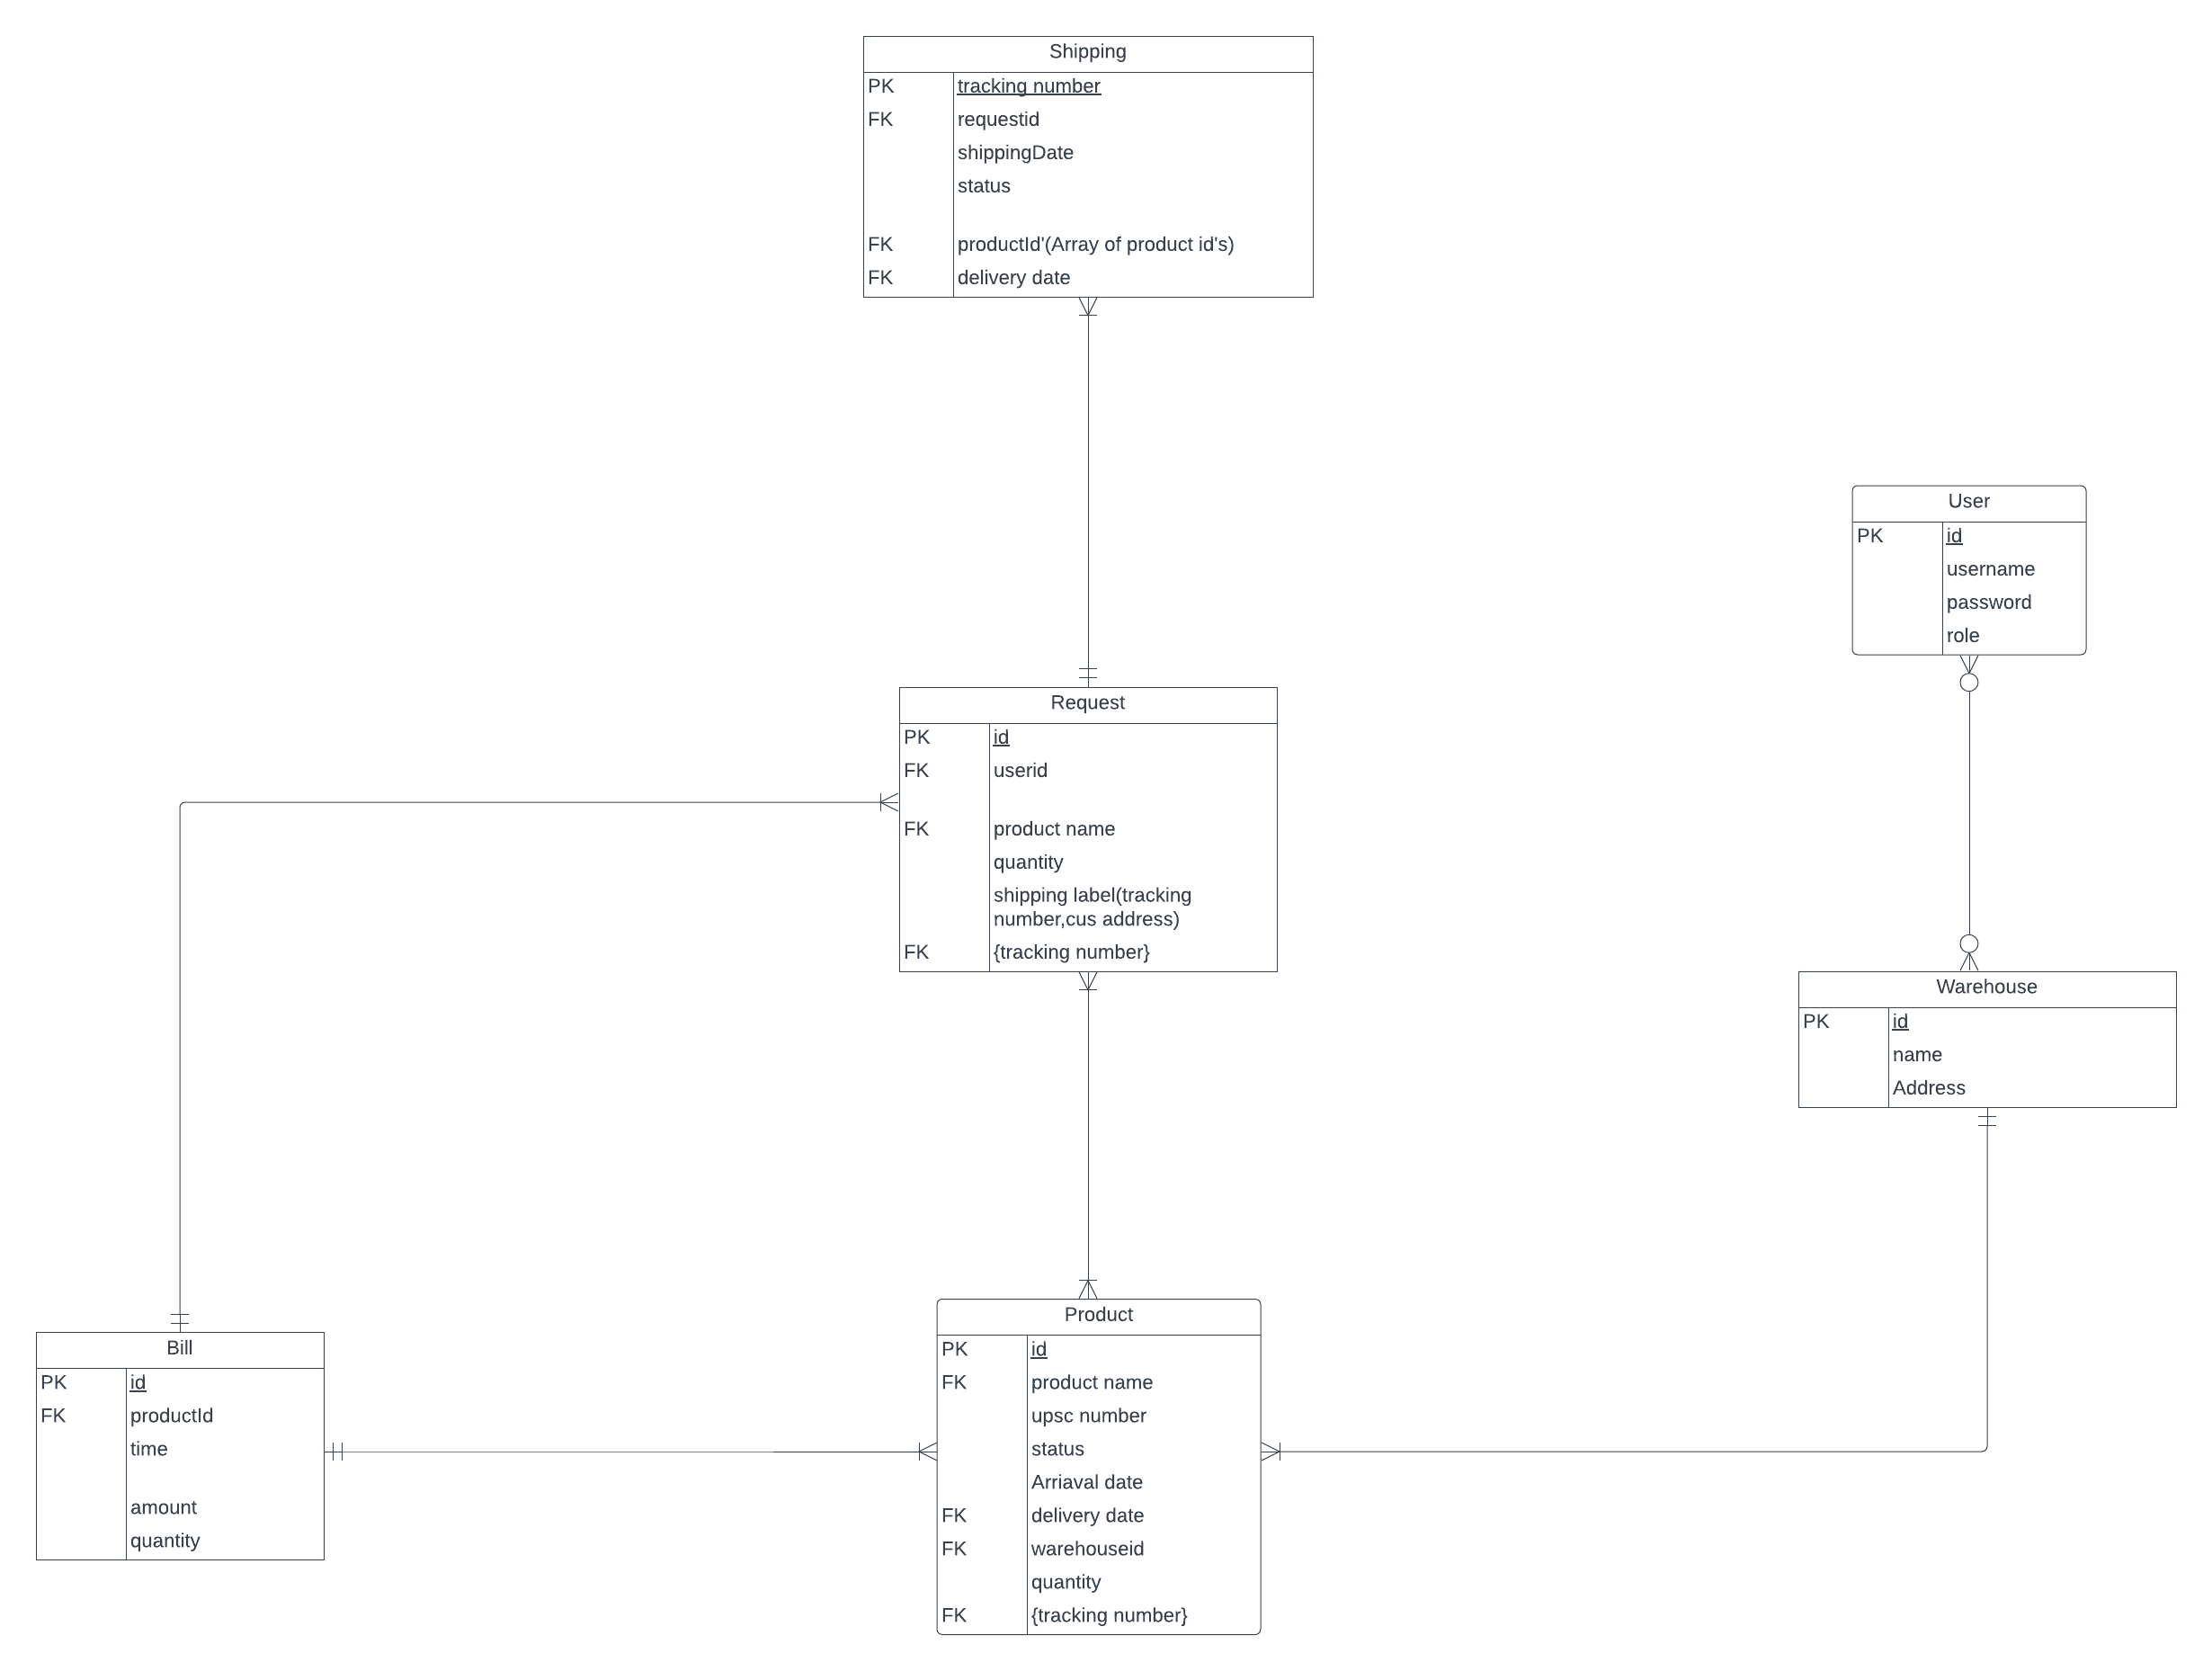 Shipping
PK tracking number
FK requestid
shippingDate
status
FK productId'(Array of product id's)
FK delivery date
User
PK id
username
password
role
Request
PK id
FK userid
FK product name
quantity
shipping label(tracking
number,cus address)
FK {tracking number}
Warehouse
PK id
name
Address
Bill
PK id
FK productId
time
amount
quantity
Product
PK id
FK product name
upsc number
status
Arriaval date
FK delivery date
FK warehouseid
quantity
FK {tracking number}